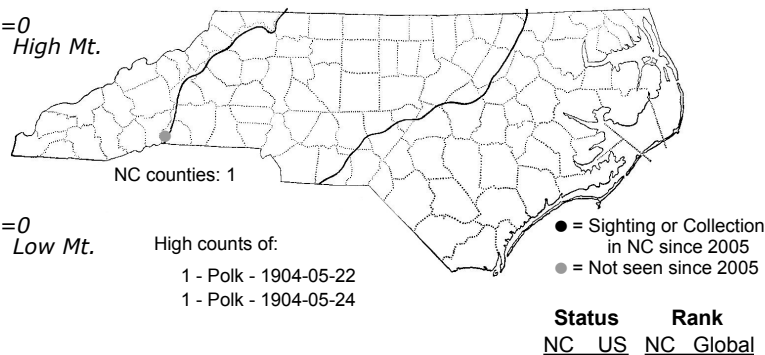 =0
High Mt.
NC counties: 1
=0
Low Mt.
High counts of:
1 - Polk - 1904-05-22
1 - Polk - 1904-05-24
● = Sighting or Collection
in NC since 2005
● = Not seen since 2005
Status Rank
NC US NC Global